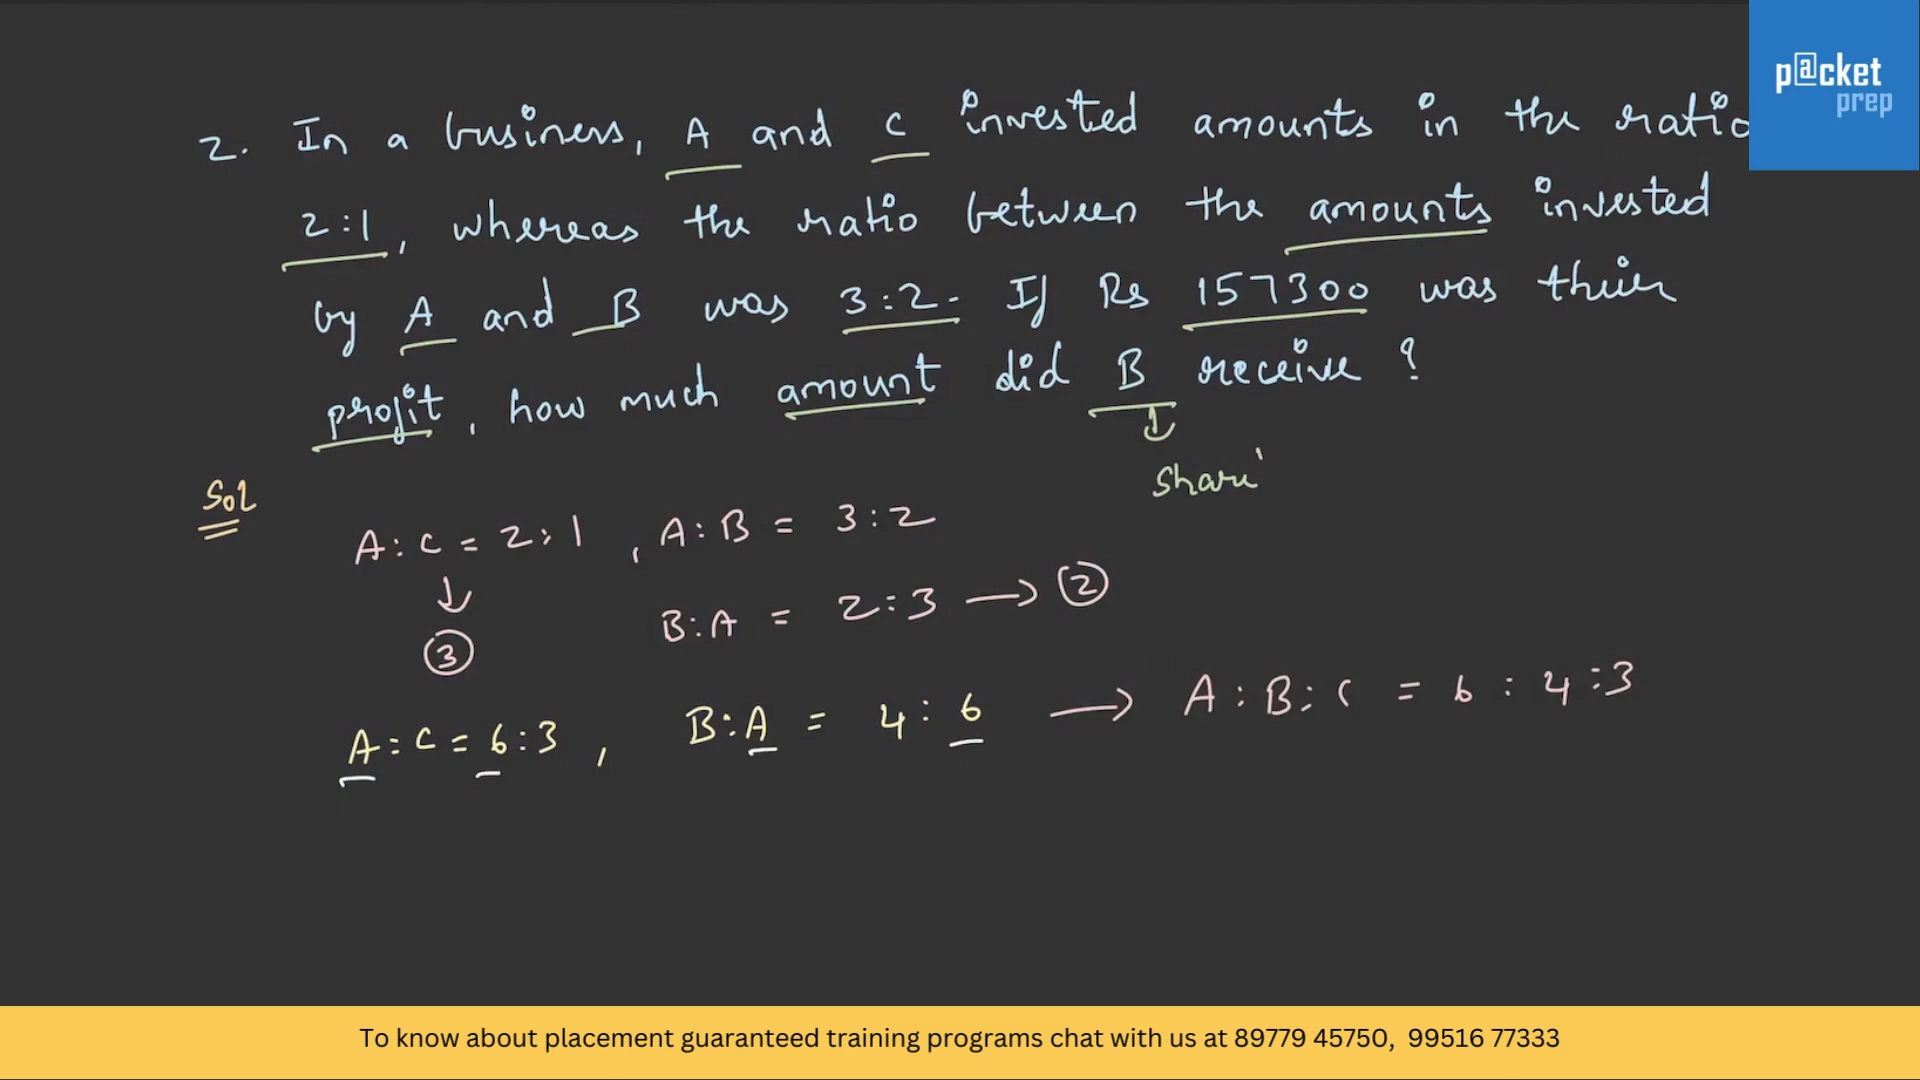 p@cket
prep
2. In a business, A and C invested amounts in the ratio
2:1, whereas the ratio between the amounts invested
by A and B was 3:2. If Rs 157300 was their
profit, how much amount did B receive?
Share
Sol
A:C = 2:1, A:B = 3:2
B:A = 2:3 → ②
③
A:C = 6:3, B:A = 4:6 → A:B:C = 6:4:3
To know about placement guaranteed training programs chat with us at 89779 45750, 99516 77333